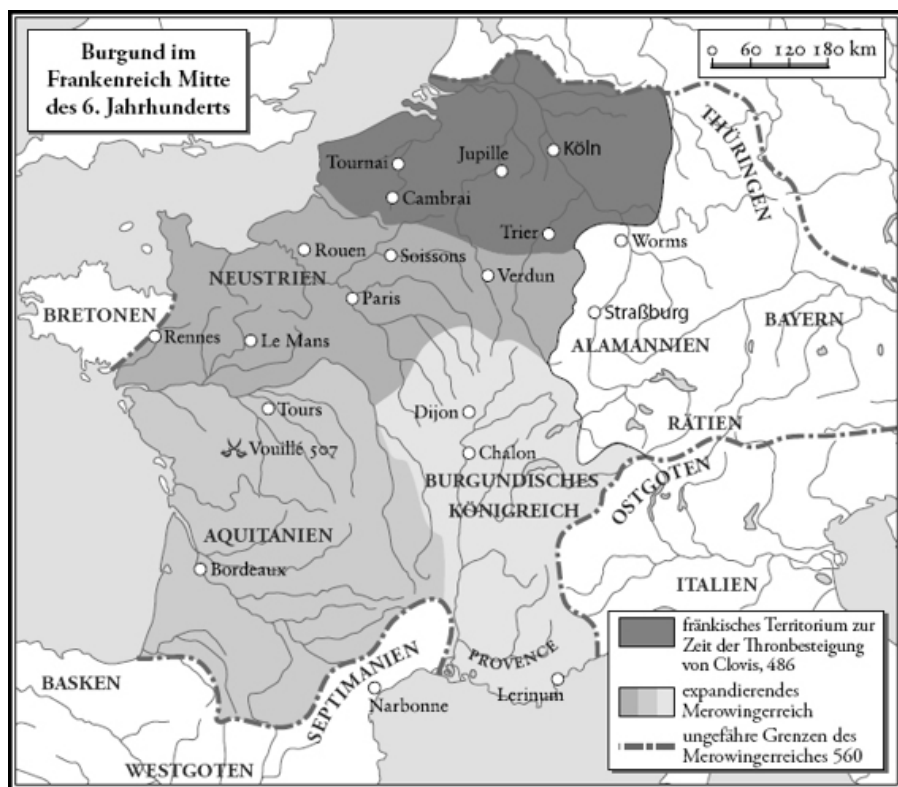 Burgund im
Frankenreich Mitte
des 6. Jahrhunderts
0 60 120 180 km
THÜRINGEN
Tournai
Jupille
Köln
Cambrai
Trier
Worms
Rouen
Soissons
NEUSTRIEN
Verdun
Paris
BRETONEN
Straßburg
BAYERN
Rennes
Le Mans
ALAMANNIEN
Tours
Dijon
RÄTIEN
Vouillé 507
Chalon
BURGUNDISCHES
KÖNIGREICH
OSTGOTEN
AQUITANIEN
Bordeaux
ITALIEN
PROVENCE
SEPTIMANIEN
BASKEN
Narbonne
Lerinum
WESTGOTEN
fränkisches Territorium zur
Zeit der Thronbesteigung
von Clovis, 486
expandierendes
Merowingerreich
ungefähre Grenzen des
Merowingerreiches 560